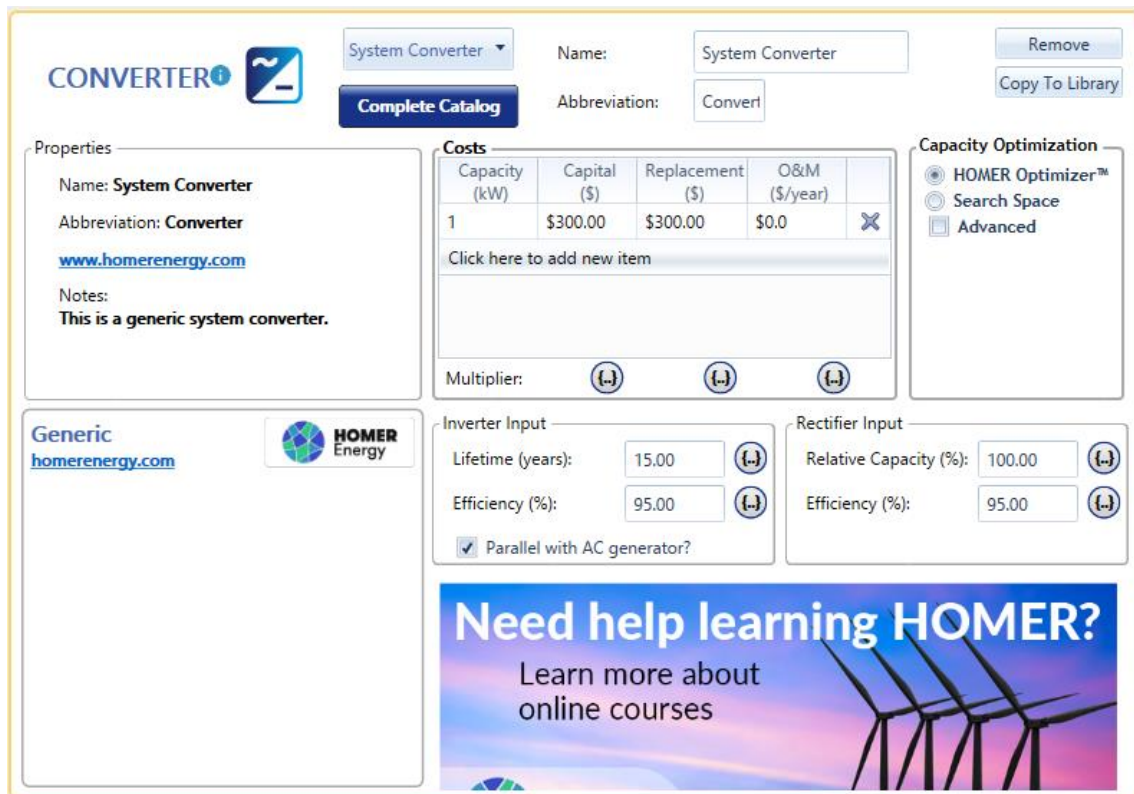 CONVERTER
System Converter
Complete Catalog
Name:
System Converter
Abbreviation:
Convert
Remove
Copy To Library
Properties
Name: System Converter
Abbreviation: Converter
www.homerenergy.com
Notes:
This is a generic system converter.
Costs
Capacity (kW) Capital ($) Replacement ($) O&M ($/year)
1 $300.00 $300.00 $0.0
Click here to add new item
Multiplier: {..} {..} {..}
Capacity Optimization
HOMER Optimizer™
Search Space
Advanced
Generic
homerenergy.com
HOMER
Energy
Inverter Input
Lifetime (years): 15.00 {..}
Efficiency (%): 95.00 {..}
Parallel with AC generator?
Rectifier Input
Relative Capacity (%): 100.00 {..}
Efficiency (%): 95.00 {..}
Need help learning HOMER?
Learn more about
online courses